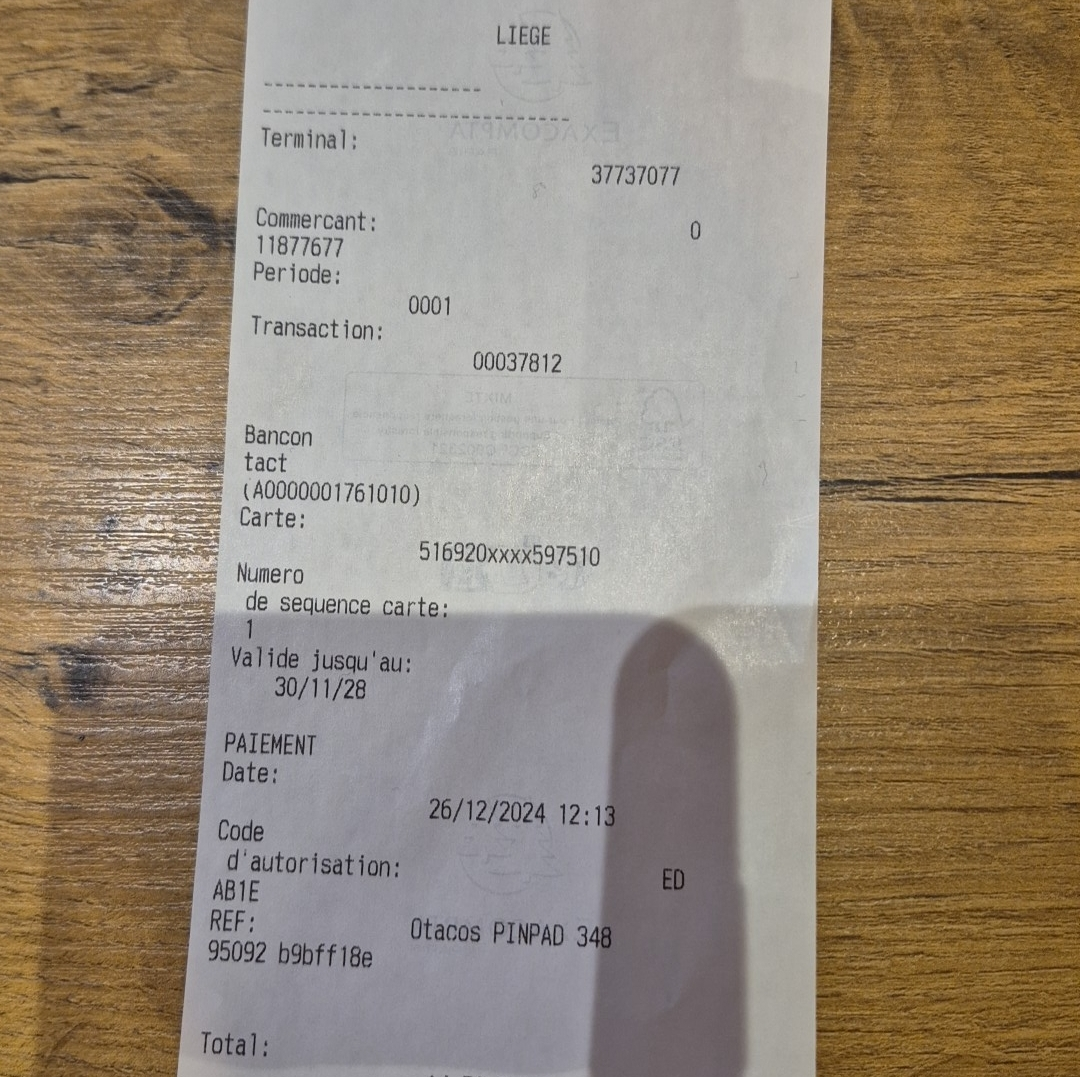 LIEGE
------------------
--------------------------
Terminal:
37737077
Commercant: 0
11877677
Periode:
0001
Transaction:
00037812
Bancon
tact
(A0000001761010)
Carte:
516920xxxx597510
Numero
de sequence carte:
1
Valide jusqu'au:
30/11/28
PAIEMENT
Date:
26/12/2024 12:13
Code
d'autorisation: ED
AB1E
REF: Otacos PINPAD 348
95092 b9bff18e
Total:
EXACOMPTA
MIXTE